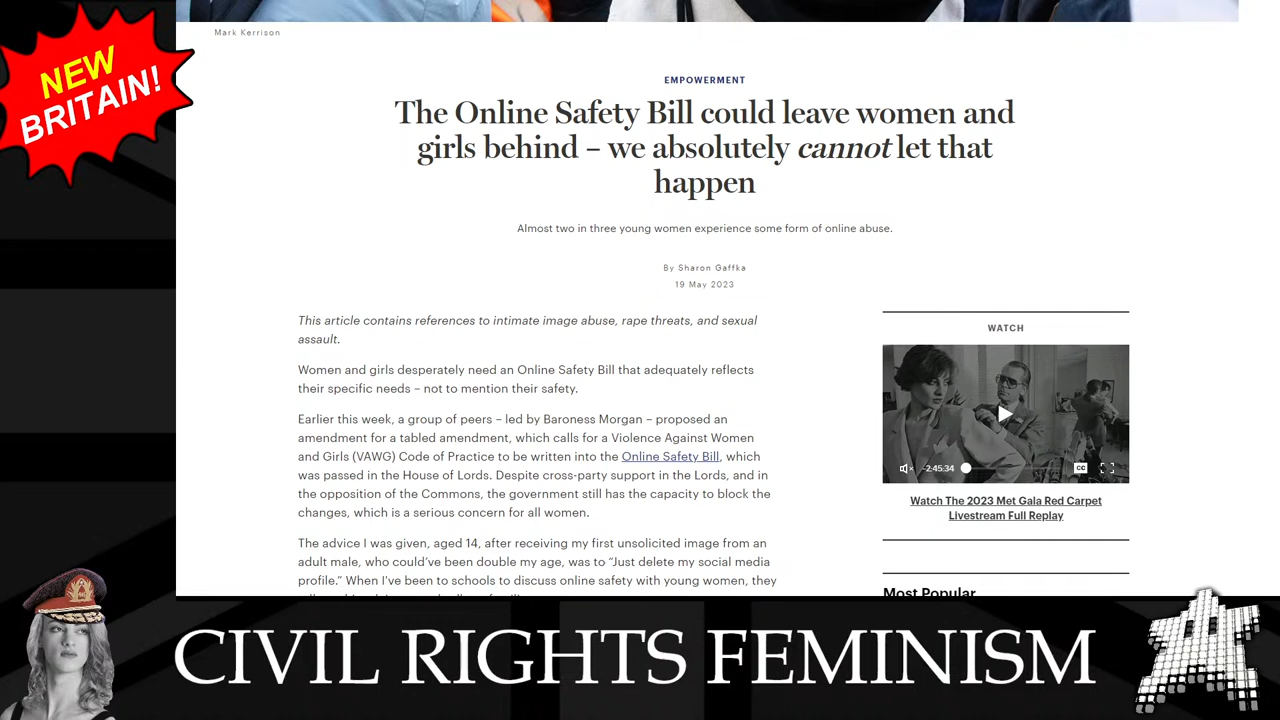 Mark Kerrison
NEW
BRITAIN!
EMPOWERMENT
The Online Safety Bill could leave women and
girls behind – we absolutely cannot let that
happen
Almost two in three young women experience some form of online abuse.
By Sharon Gaffka
19 May 2023
This article contains references to intimate image abuse, rape threats, and sexual
assault.
Women and girls desperately need an Online Safety Bill that adequately reflects
their specific needs – not to mention their safety.
Earlier this week, a group of peers – led by Baroness Morgan – proposed an
amendment for a tabled amendment, which calls for a Violence Against Women
and Girls (VAWG) Code of Practice to be written into the Online Safety Bill, which
was passed in the House of Lords. Despite cross-party support in the Lords, and in
the opposition of the Commons, the government still has the capacity to block the
changes, which is a serious concern for all women.
The advice I was given, aged 14, after receiving my first unsolicited image from an
adult male, who could've been double my age, was to “Just delete my social media
profile.” When I've been to schools to discuss online safety with young women, they
WATCH
-2:45:34
CC
Watch The 2023 Met Gala Red Carpet
Livestream Full Replay
Most Popular
CIVIL RIGHTS FEMINISM